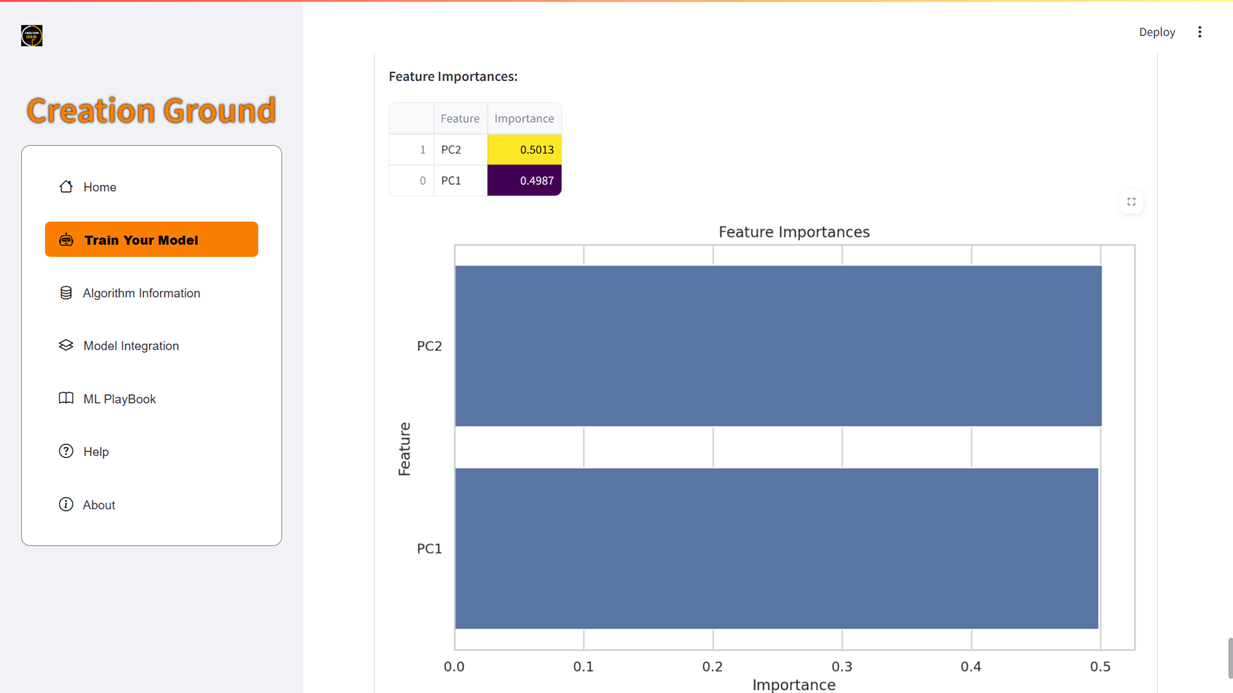 Deploy
Creation Ground
Home
Train Your Model
Algorithm Information
Model Integration
ML PlayBook
Help
About
Feature Importances:
Feature Importance
1 PC2 0.5013
0 PC1 0.4987
Feature Importances
PC2
PC1
Feature
0.0 0.1 0.2 0.3 0.4 0.5
Importance